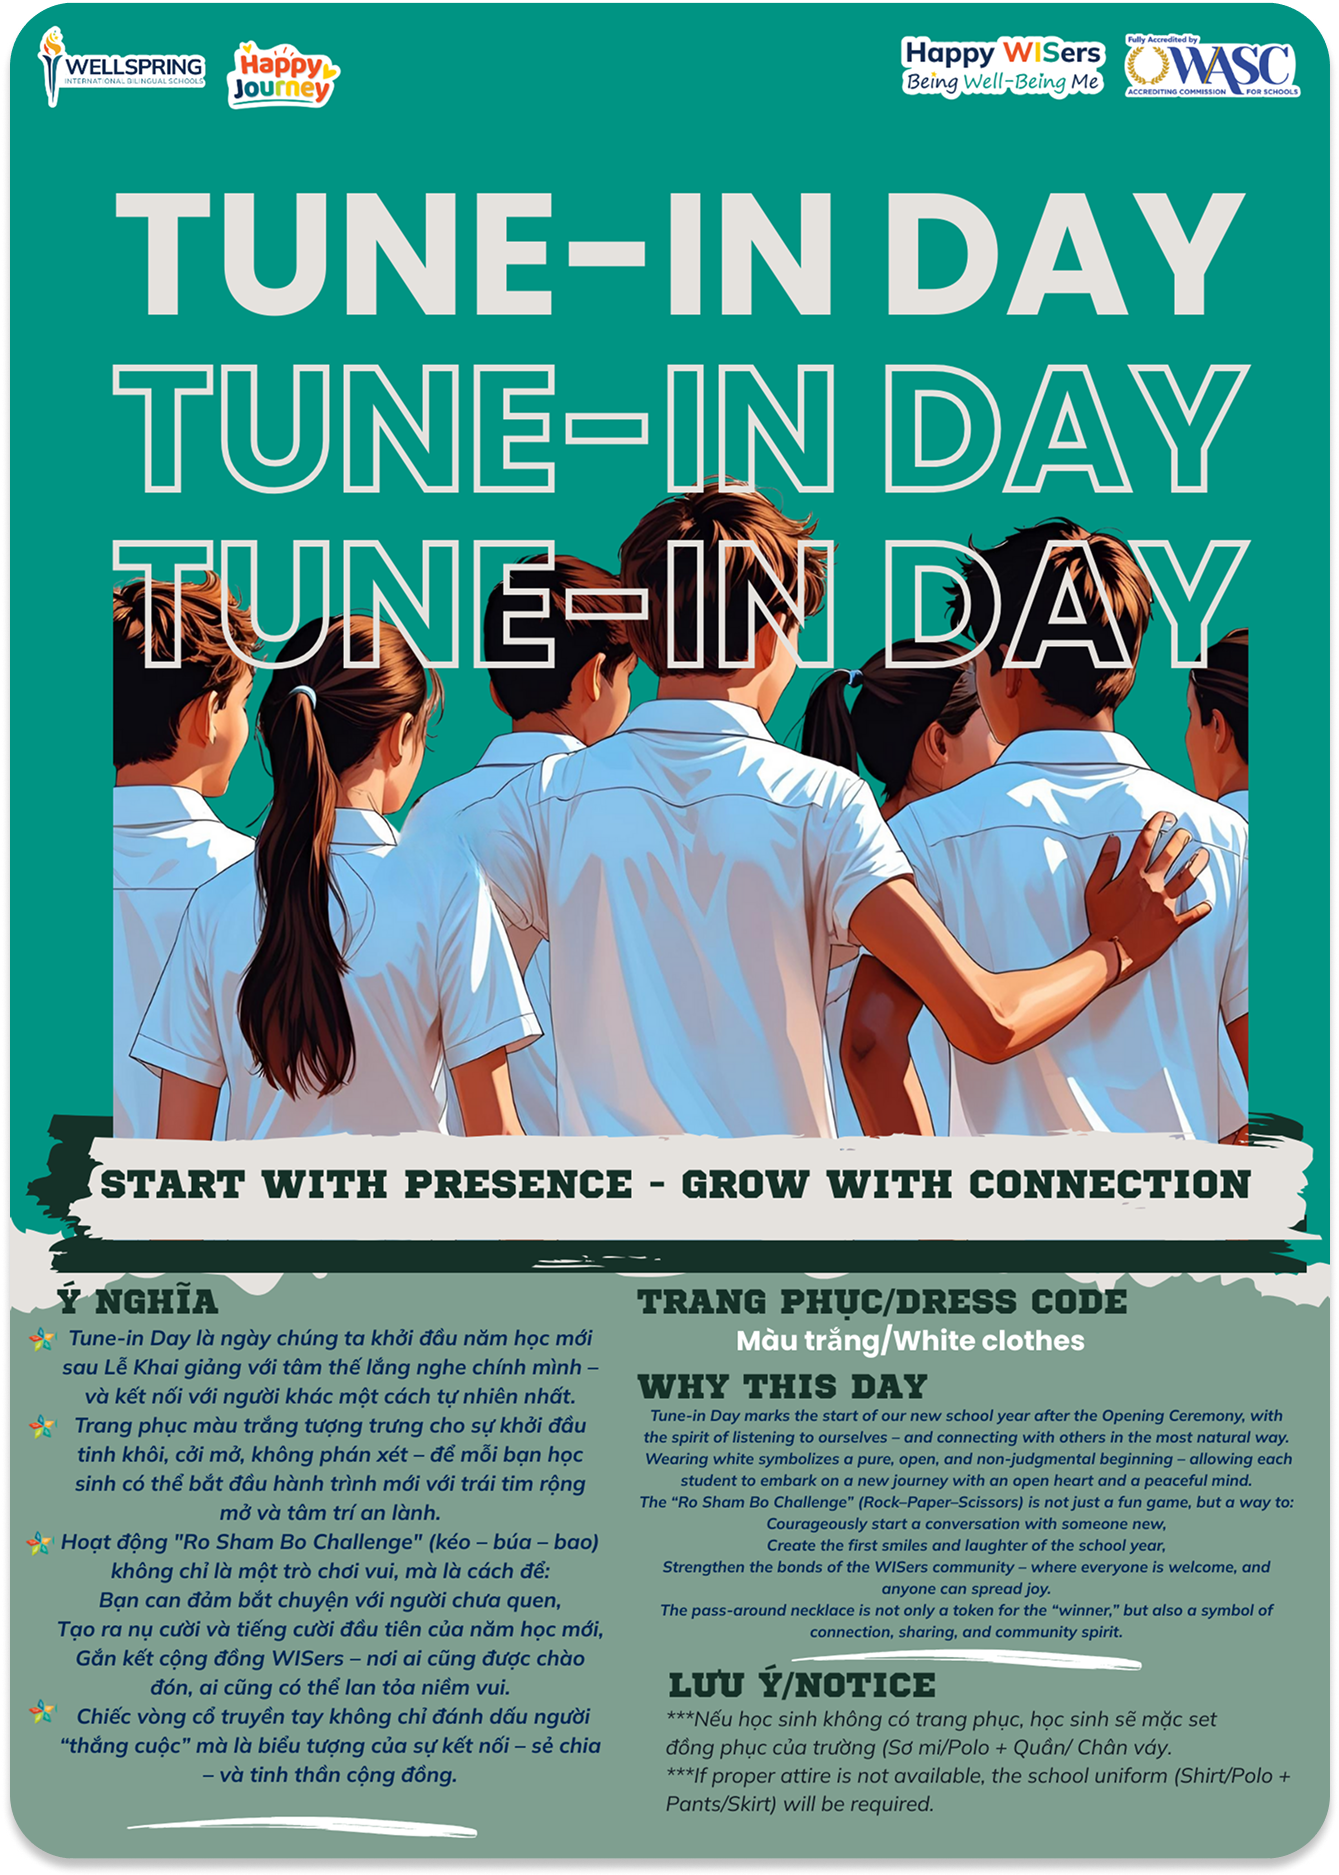 WELLSPRING
INTERNATIONAL BILINGUAL SCHOOLS
Happy
Journey
Happy WISers
Being Well-Being Me
Fully Accredited by
WASC
ACCREDITING COMMISSION FOR SCHOOLS
TUNE-IN DAY
TUNE-IN DAY
TUNE-IN DAY
START WITH PRESENCE - GROW WITH CONNECTION
Ý NGHĨA
Tune-in Day là ngày chúng ta khởi đầu năm học mới
sau Lễ Khai giảng với tâm thế lắng nghe chính mình –
và kết nối với người khác một cách tự nhiên nhất.
Trang phục màu trắng tượng trưng cho sự khởi đầu
tinh khôi, cởi mở, không phán xét – để mỗi bạn học
sinh có thể bắt đầu hành trình mới với trái tim rộng
mở và tâm trí an lành.
Hoạt động "Ro Sham Bo Challenge" (kéo – búa – bao)
không chỉ là một trò chơi vui, mà là cách để:
Bạn can đảm bắt chuyện với người chưa quen,
Tạo ra nụ cười và tiếng cười đầu tiên của năm học mới,
Gắn kết cộng đồng WISers – nơi ai cũng được chào
đón, ai cũng có thể lan tỏa niềm vui.
Chiếc vòng cổ truyền tay không chỉ đánh dấu người
“thắng cuộc” mà là biểu tượng của sự kết nối – sẻ chia
– và tinh thần cộng đồng.
TRANG PHỤC/DRESS CODE
Màu trắng/White clothes
WHY THIS DAY
Tune-in Day marks the start of our new school year after the Opening Ceremony, with
the spirit of listening to ourselves – and connecting with others in the most natural way.
Wearing white symbolizes a pure, open, and non-judgmental beginning – allowing each
student to embark on a new journey with an open heart and a peaceful mind.
The “Ro Sham Bo Challenge” (Rock–Paper–Scissors) is not just a fun game, but a way to:
Courageously start a conversation with someone new,
Create the first smiles and laughter of the school year,
Strengthen the bonds of the WISers community – where everyone is welcome, and
anyone can spread joy.
The pass-around necklace is not only a token for the “winner,” but also a symbol of
connection, sharing, and community spirit.
LƯU Ý/NOTICE
***Nếu học sinh không có trang phục, học sinh sẽ mặc set
đồng phục của trường (Sơ mi/Polo + Quần/ Chân váy.
***If proper attire is not available, the school uniform (Shirt/Polo +
Pants/Skirt) will be required.